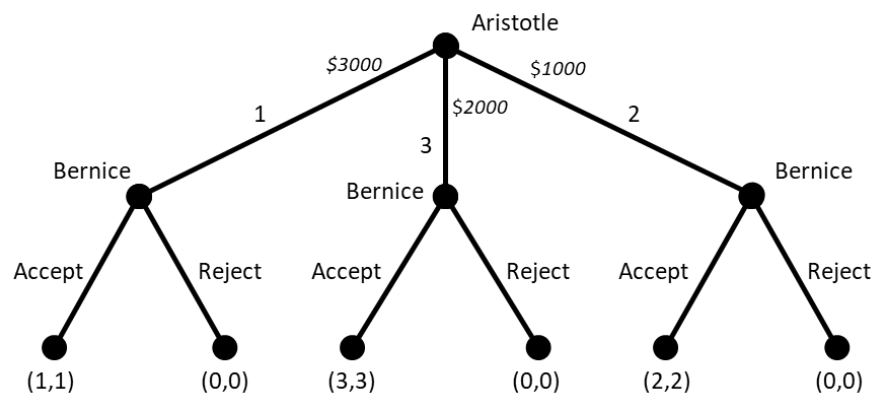 Aristotle
$3000
$1000
$2000
1
2
3
Bernice
Bernice
Bernice
Accept
Reject
Accept
Reject
Accept
Reject
(1,1)
(0,0)
(3,3)
(0,0)
(2,2)
(0,0)